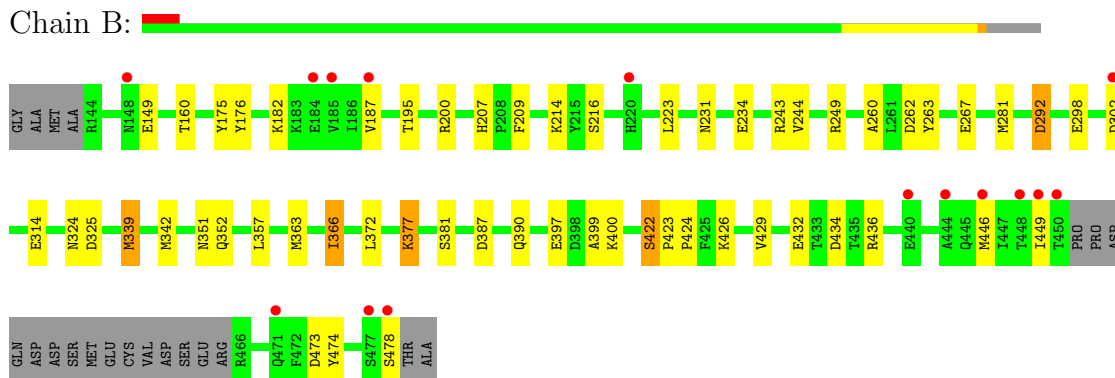 Chain B:
GLY ALA MET ALA R144 N148 E149 T160 Y175 Y176 K182 K183 E184 V185 I186 V187 T195 R200 H207 P208 F209 K214 Y215 S216 H220 L223 N231 E234 R243 V244 R249 A260 L261 D262 Y263 E267 M281 D292 E298
E314 N324 D325 M339 M342 N351 Q352 L357 M363 I366 L372 K377 S381 D387 Q390 E397 D398 A399 K400 S422 P423 P424 F425 K426 V429 E432 T433 D434 T435 R436 E440 A444 Q445 M446 I447 T448 I449 T450 PRO PRO ASP
GLN ASP ASP SER MET GLU CYS VAL ASP SER GLU ARG R466 Q471 F472 D473 Y474 S477 S478 THR ALA